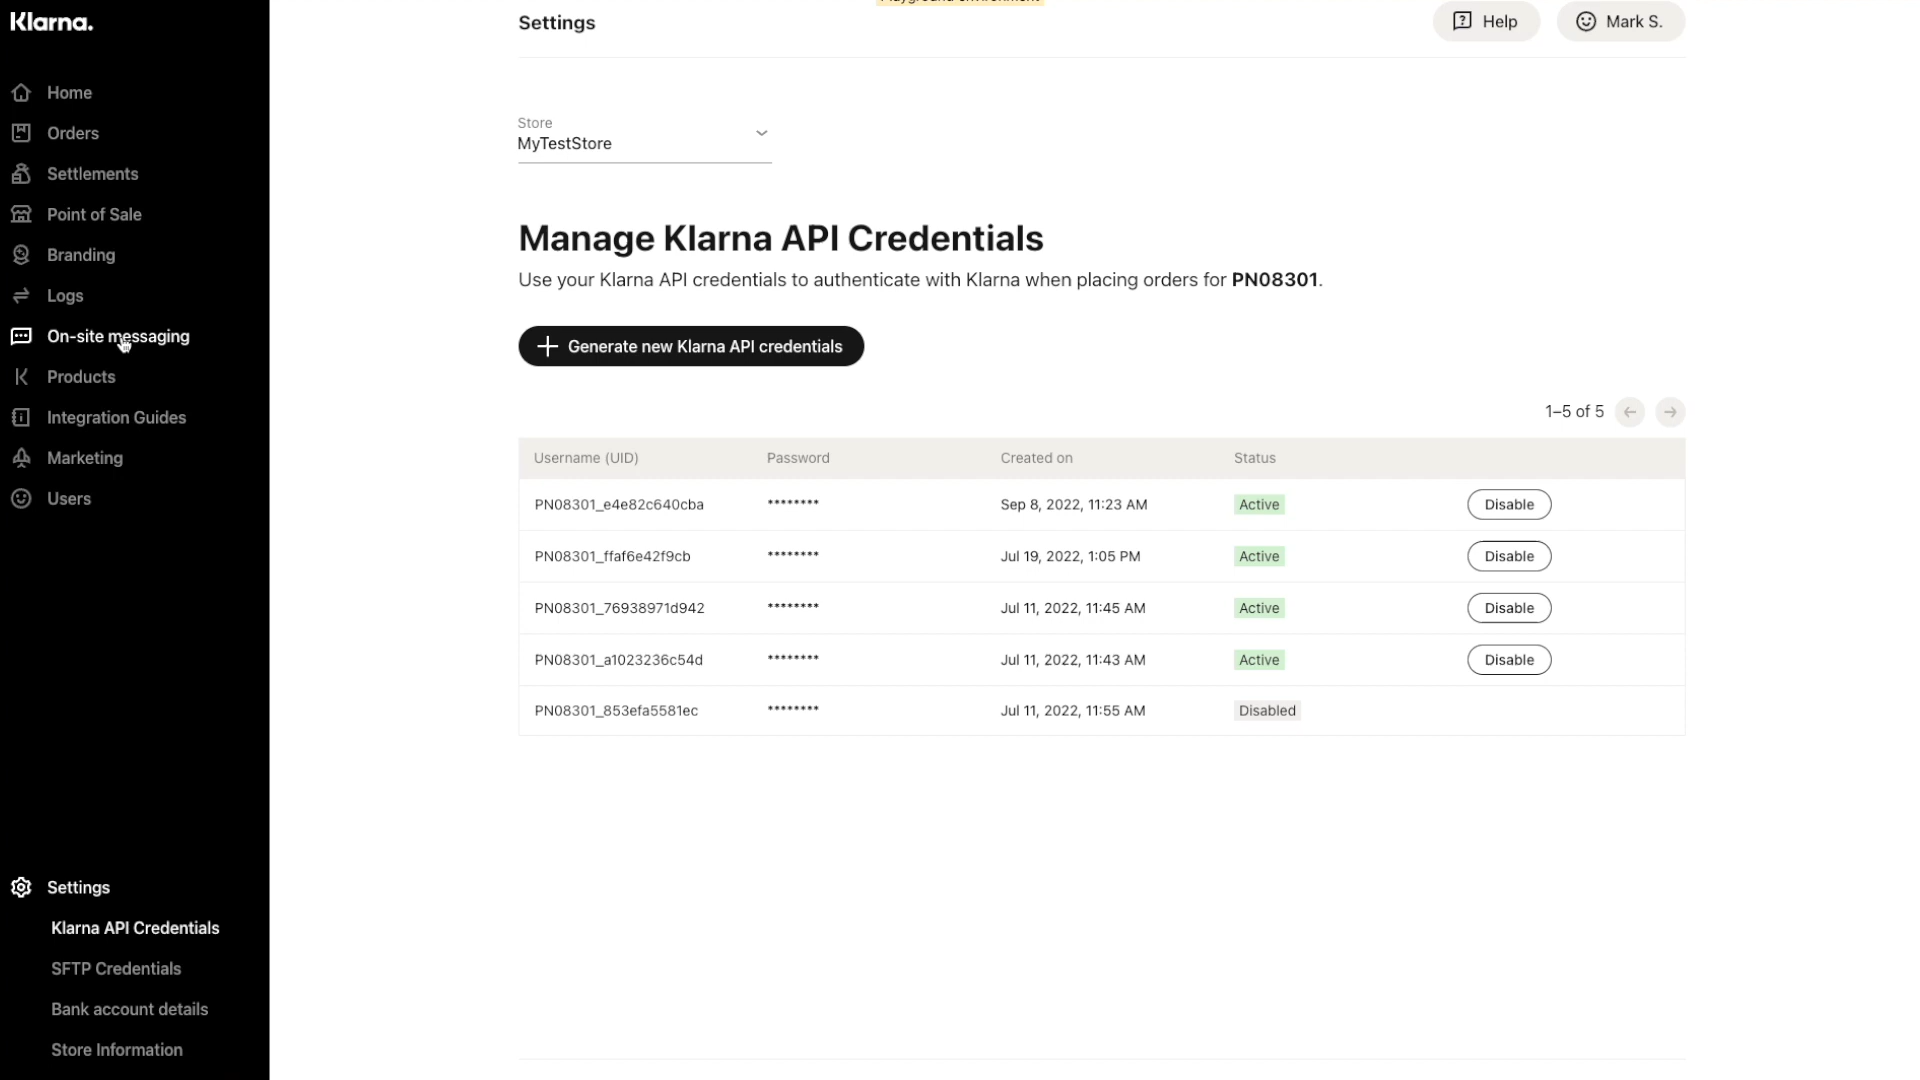 Klarna.
Home
Orders
Settlements
Point of Sale
Branding
Logs
On-site messaging
Products
Integration Guides
Marketing
Users
Settings
Klarna API Credentials
SFTP Credentials
Bank account details
Store Information
Playground environment
Settings
Help
Mark S.
Store
MyTestStore
Manage Klarna API Credentials
Use your Klarna API credentials to authenticate with Klarna when placing orders for PN08301.
Generate new Klarna API credentials
1–5 of 5
Username (UID) Password Created on Status
PN08301_e4e82c640cba ******** Sep 8, 2022, 11:23 AM Active Disable
PN08301_ffaf6e42f9cb ******** Jul 19, 2022, 1:05 PM Active Disable
PN08301_76938971d942 ******** Jul 11, 2022, 11:45 AM Active Disable
PN08301_a1023236c54d ******** Jul 11, 2022, 11:43 AM Active Disable
PN08301_853efa5581ec ******** Jul 11, 2022, 11:55 AM Disabled